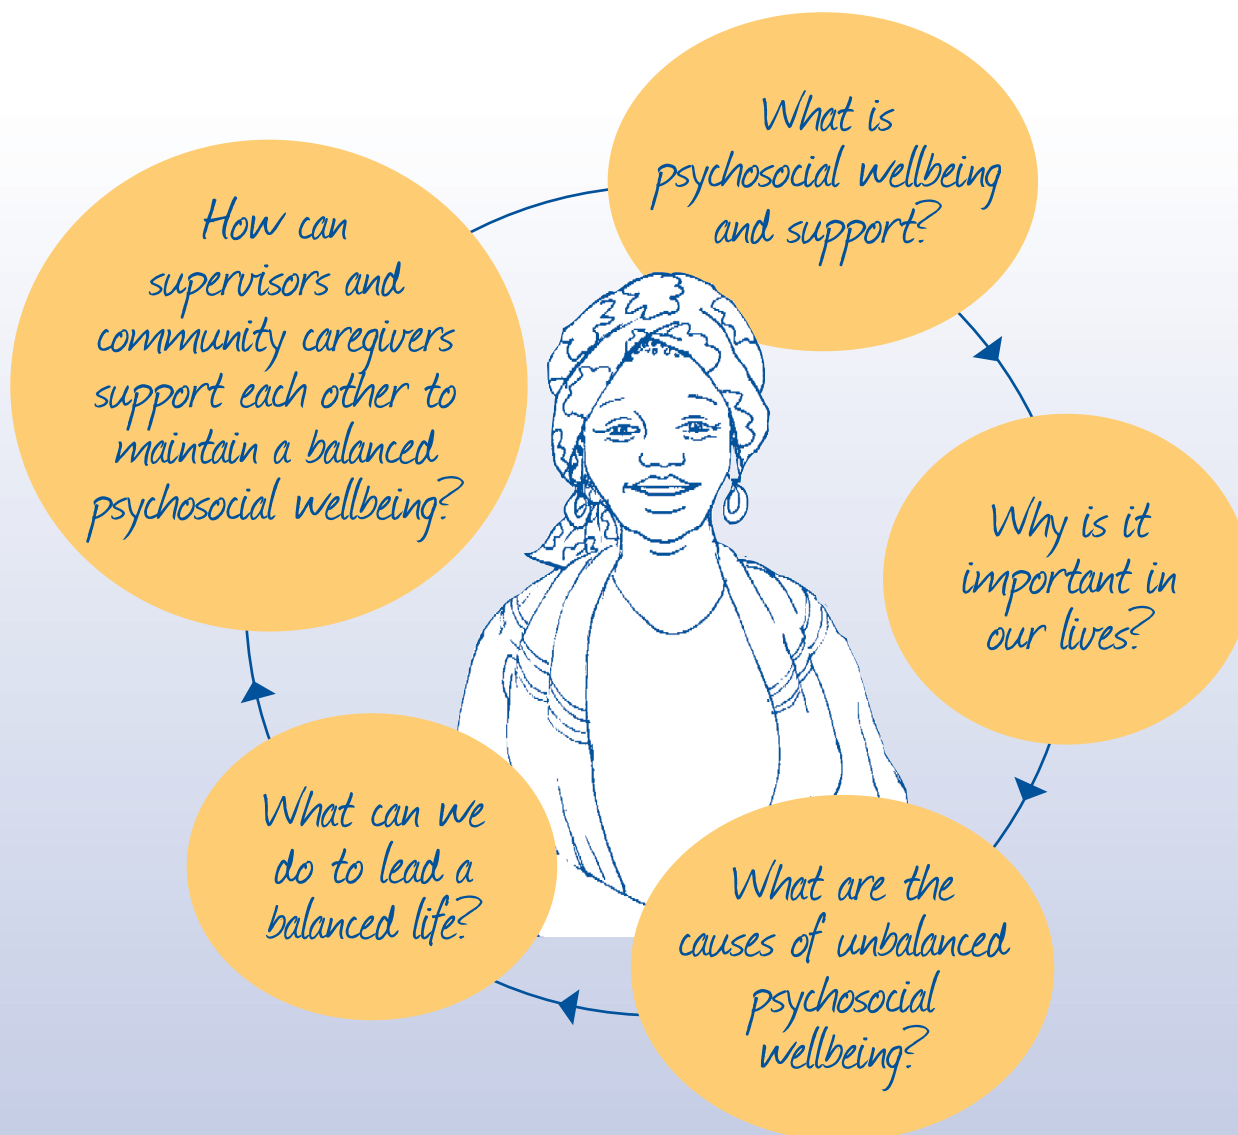 What is
psychosocial wellbeing
and support?
Why is it
important in
our lives?
What are the
causes of unbalanced
psychosocial
wellbeing?
What can we
do to lead a
balanced life?
How can
supervisors and
community caregivers
support each other to
maintain a balanced
psychosocial wellbeing?